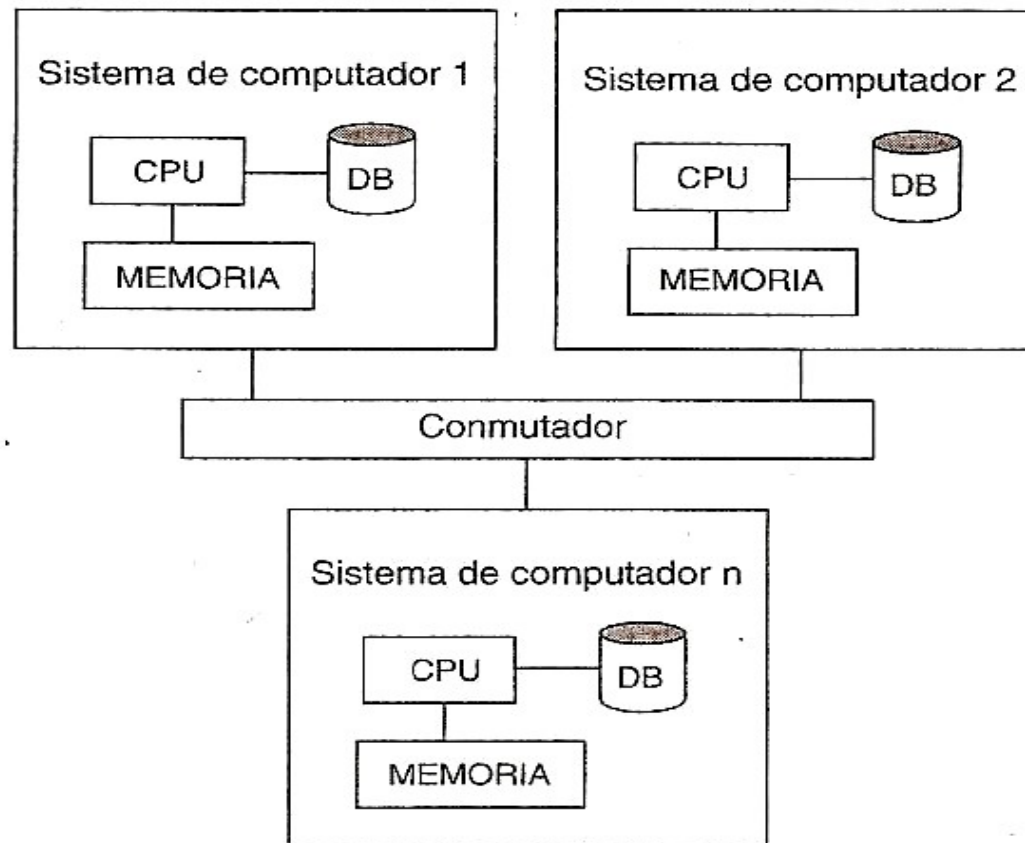 Sistema de computador 1
CPU
DB
MEMORIA
Sistema de computador 2
CPU
DB
MEMORIA
Conmutador
Sistema de computador n
CPU
DB
MEMORIA